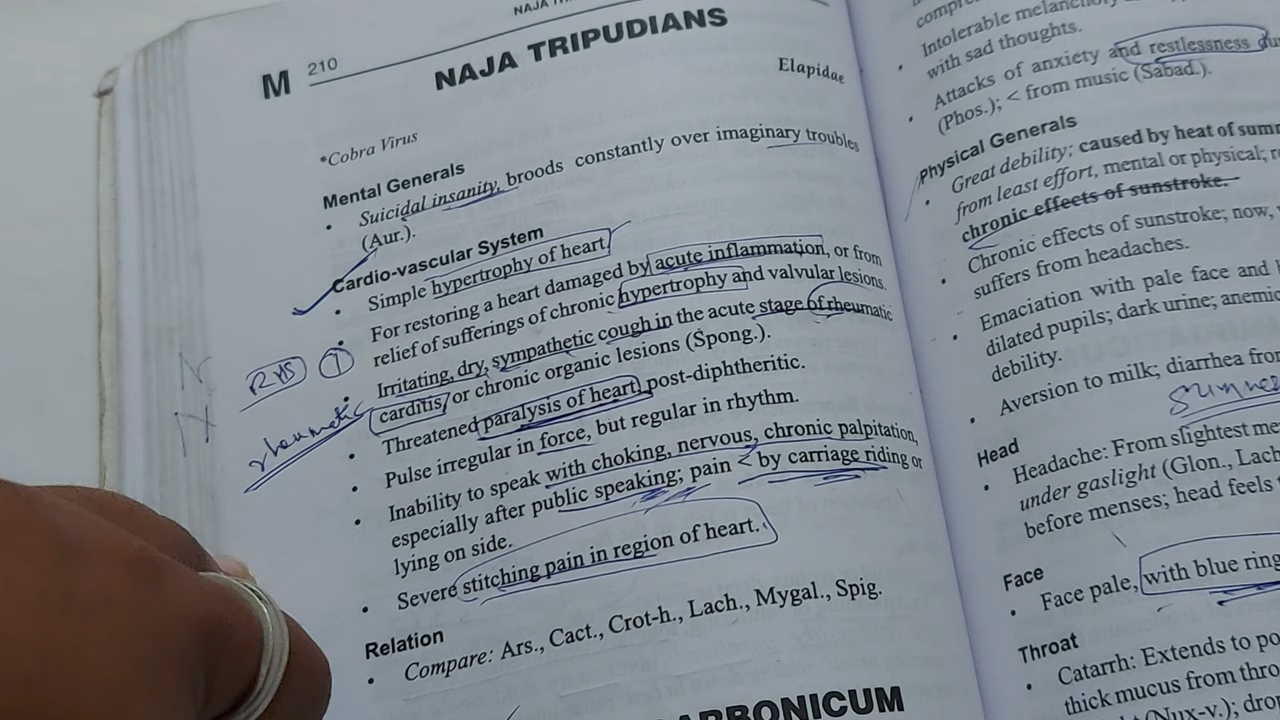 NAJA
M 210
NAJA TRIPUDIANS
Elapidae
*Cobra Virus
Mental Generals
• Suicidal insanity, broods constantly over imaginary troubles
(Aur.).
Cardio-vascular System
• Simple hypertrophy of heart.
• For restoring a heart damaged by acute inflammation, or from
relief of sufferings of chronic hypertrophy and valvular lesions.
RHS 1
• Irritating, dry, sympathetic cough in the acute stage of rheumatic
carditis, or chronic organic lesions (Spong.).
rheumatic
• Threatened paralysis of heart, post-diphtheritic.
• Pulse irregular in force, but regular in rhythm.
• Inability to speak with choking, nervous, chronic palpitation,
especially after public speaking; pain < by carriage riding or
lying on side.
• Severe stitching pain in region of heart.
Relation
• Compare: Ars., Cact., Crot-h., Lach., Mygal., Spig.
Intolerable melancholy
with sad thoughts.
• Attacks of anxiety and restlessness
(Phos.); < from music (Sabad.).
Physical Generals
• Great debility; caused by heat of
from least effort, mental or physical;
chronic effects of sunstroke.
• Chronic effects of sunstroke; now,
suffers from headaches.
• Emaciation with pale face and
dilated pupils; dark urine;
debility.
• Aversion to milk; diarrhea
Head
• Headache: From slightest
under gaslight (Glon.,
before menses; head feels
Face
• Face pale, with blue
Throat
• Catarrh: Extends to
thick mucus from
(Nux-v.);